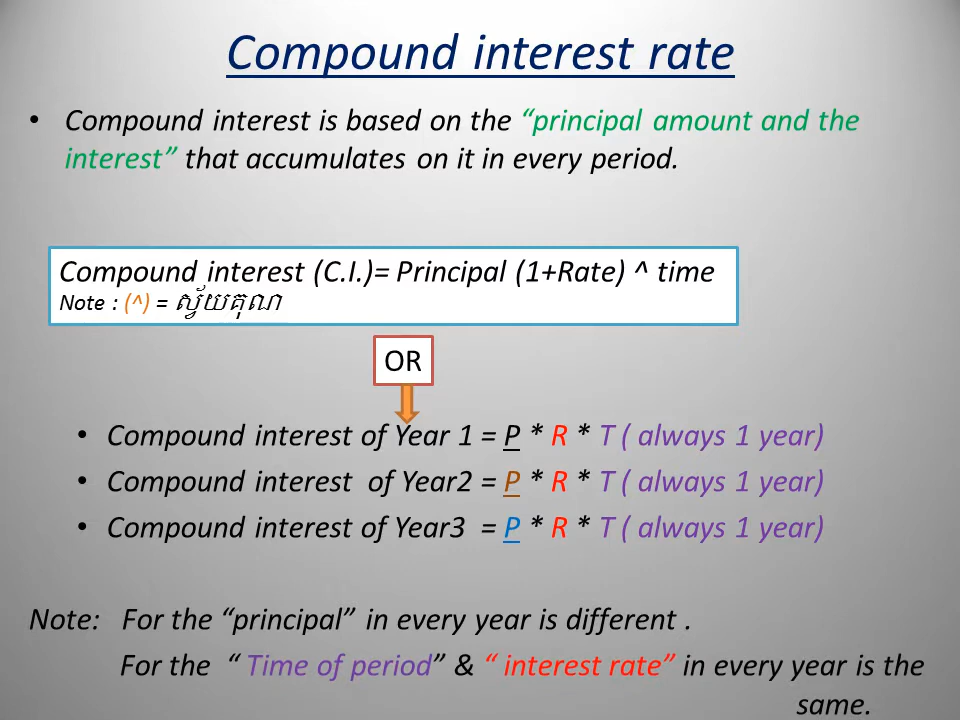 Compound interest rate
• Compound interest is based on the “principal amount and the
interest” that accumulates on it in every period.
Compound interest (C.I.)= Principal (1+Rate) ^ time
Note : (^) = ស្វ័យគុណ
OR
• Compound interest of Year 1 = P * R * T ( always 1 year)
• Compound interest of Year2 = P * R * T ( always 1 year)
• Compound interest of Year3 = P * R * T ( always 1 year)
Note: For the “principal” in every year is different .
For the “ Time of period” & “ interest rate” in every year is the
same.